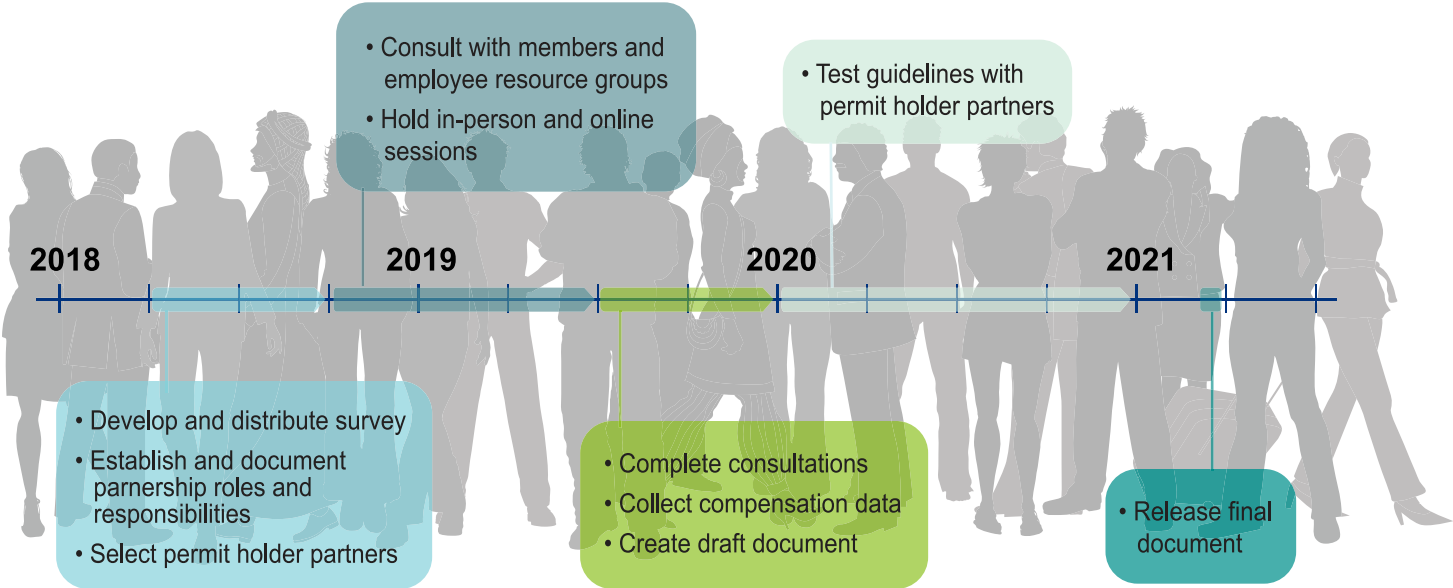 • Consult with members and
employee resource groups
• Hold in-person and online
sessions
• Test guidelines with
permit holder partners
2018
2019
2020
2021
• Develop and distribute survey
• Establish and document
parnership roles and
responsibilities
• Select permit holder partners
• Complete consultations
• Collect compensation data
• Create draft document
• Release final
document